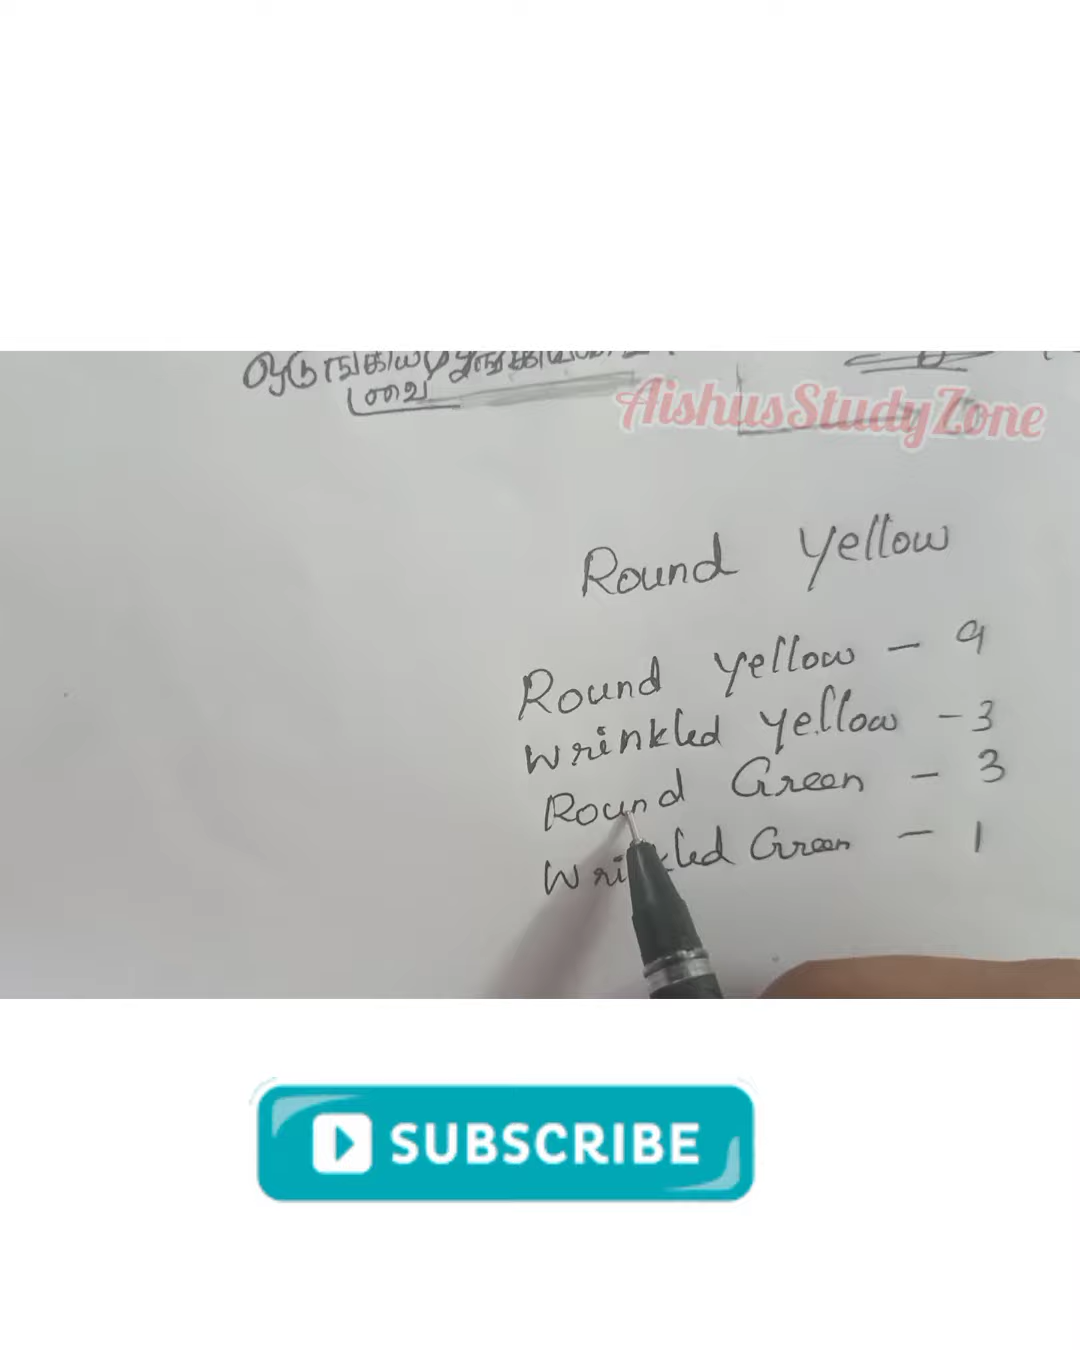 AishusStudyZone
Round Yellow
Round Yellow - 9
Wrinkled Yellow - 3
Round Green - 3
Wrinkled Green - 1
SUBSCRIBE